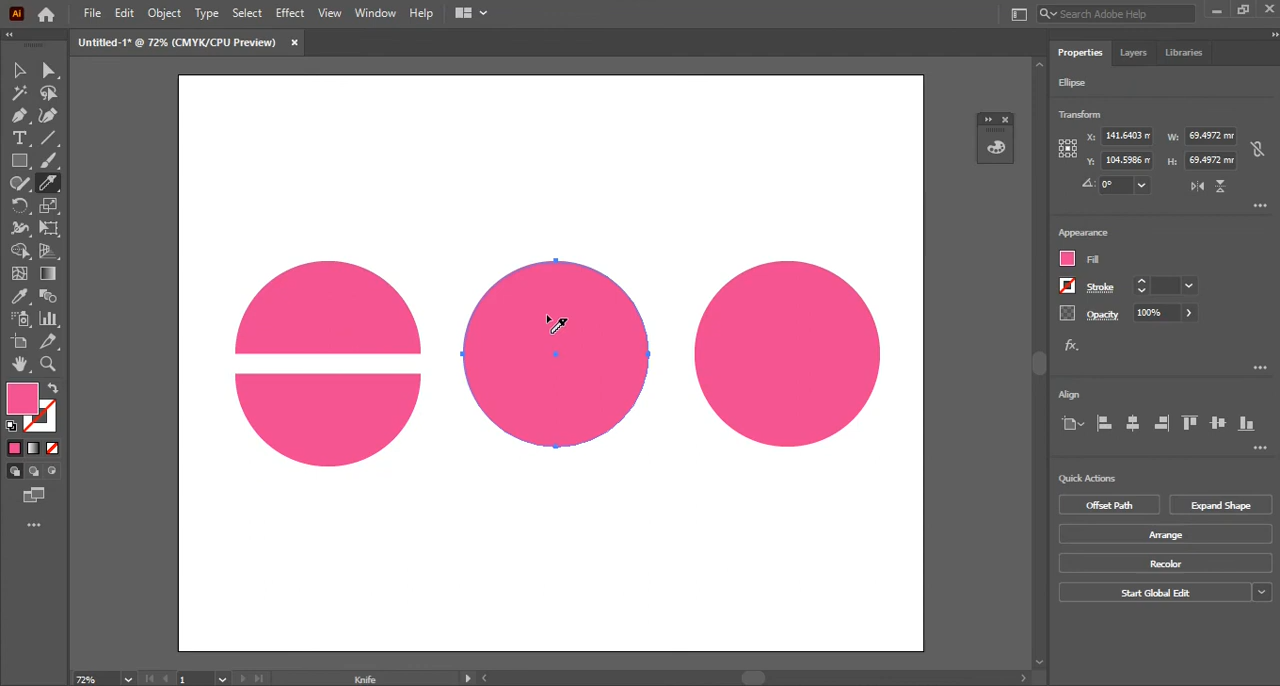 Ai
File Edit Object Type Select Effect View Window Help
Search Adobe Help
Untitled-1* @ 72% (CMYK/CPU Preview)
Properties Layers Libraries
Ellipse
Transform
X: 141.6403 m W: 69.4972 mr
Y: 104.5986 m H: 69.4972 mr
0°
Appearance
Fill
Stroke
Opacity 100%
fx.
Align
Quick Actions
Offset Path Expand Shape
Arrange
Recolor
Start Global Edit
72% 1 Knife